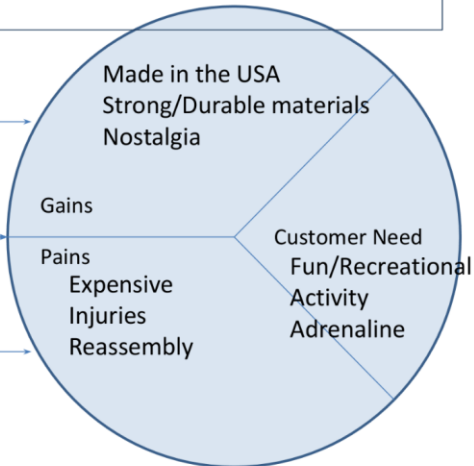 Made in the USA
Strong/Durable materials
Nostalgia
Gains
Customer Need
Fun/Recreational
Activity
Adrenaline
Pains
Expensive
Injuries
Reassembly